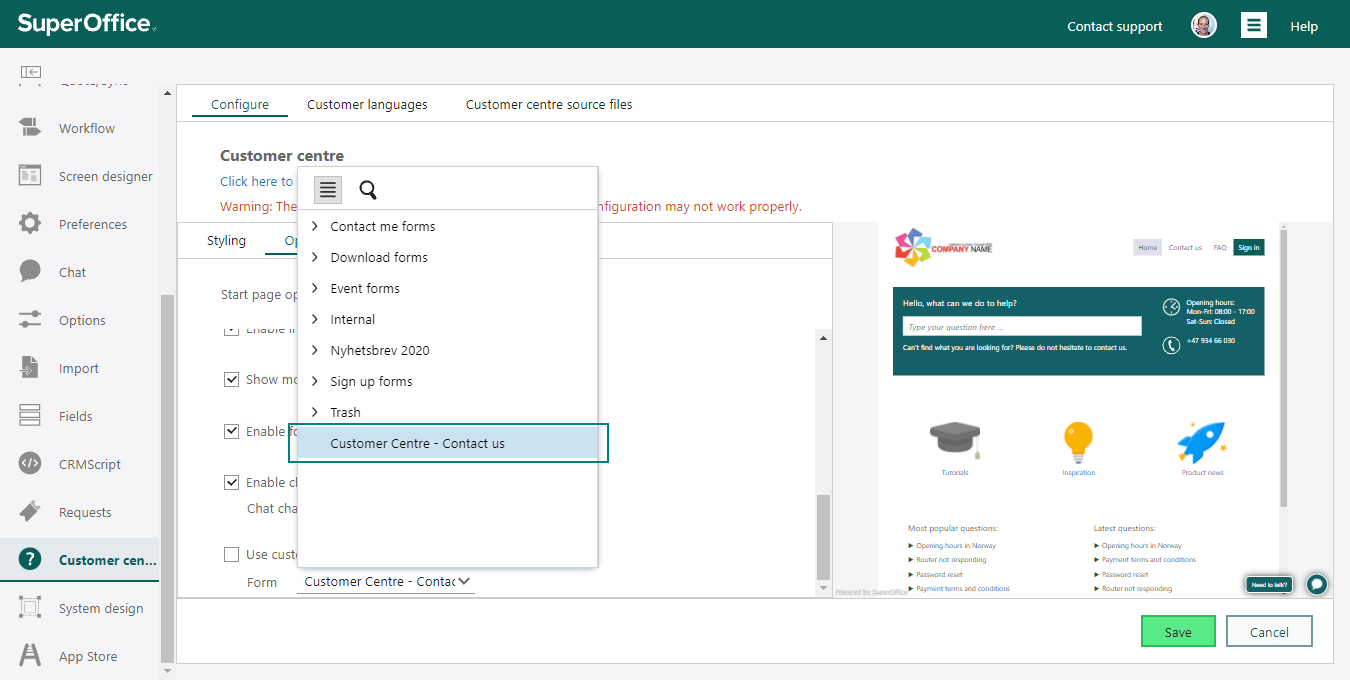 SuperOffice
Contact support
Help
Workflow
Screen designer
Preferences
Chat
Options
Import
Fields
CRMScript
Requests
Customer cen...
System design
App Store
Configure
Customer languages
Customer centre source files
Customer centre
Click here to
Warning: The
nfiguration may not work properly.
Styling
Op
Start page op
Show mo
Enable fo
Enable ch
Chat cha
Use custo
Form
Customer Centre - Contac
Contact me forms
Download forms
Event forms
Internal
Nyhetsbrev 2020
Sign up forms
Trash
Customer Centre - Contact us
COMPANY NAME
Home
Contact us
FAQ
Sign in
Hello, what can we do to help?
Type your question here ...
Can't find what you are looking for? Please do not hesitate to contact us.
Opening hours:
Mon-Fri: 08:00 - 17:00
Sat-Sun: Closed
+47 934 66 030
Tutorials
Inspiration
Product news
Most popular questions:
Opening hours in Norway
Router not responding
Password reset
Payment terms and conditions
Latest questions:
Opening hours in Norway
Payment terms and conditions
Password reset
Router not responding
Powered by SuperOffice
Need to talk?
Save
Cancel